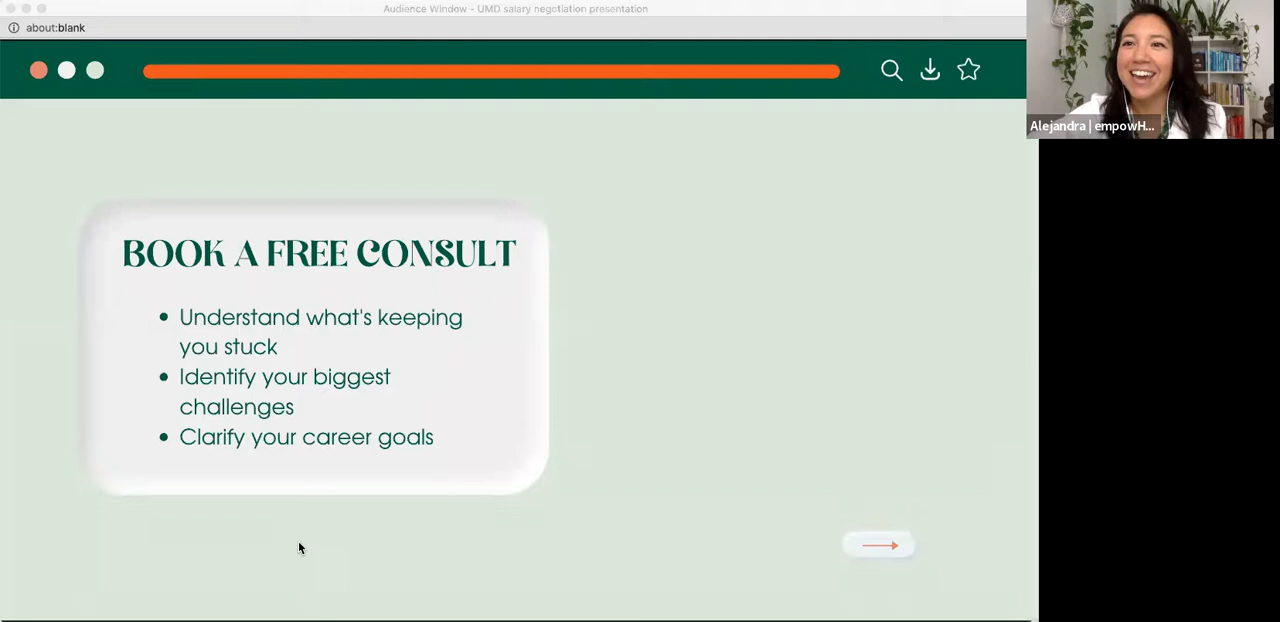 Audience Window - UMD salary negotiation presentation
about:blank
Alejandra | empowH...
BOOK A FREE CONSULT
Understand what's keeping
you stuck
Identify your biggest
challenges
Clarify your career goals